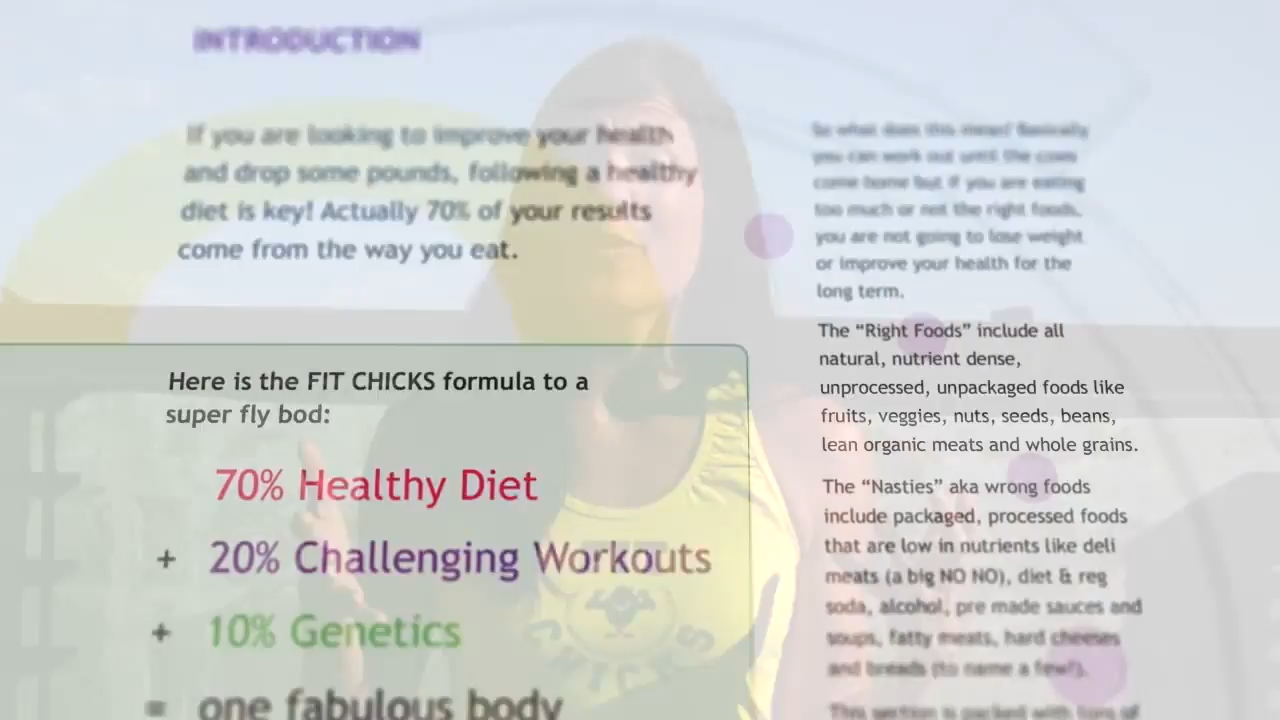 INTRODUCTION
If you are looking to improve your health
and drop some pounds, following a healthy
diet is key! Actually 70% of your results
come from the way you eat.
Here is the FIT CHICKS formula to a
super fly bod:
70% Healthy Diet
+ 20% Challenging Workouts
+ 10% Genetics
= one fabulous body
So what does this mean? Basically
you can work out until the cows
come home but if you are eating
too much or not the right foods,
you are not going to lose weight
or improve your health for the
long term.
The “Right Foods” include all
natural, nutrient dense,
unprocessed, unpackaged foods like
fruits, veggies, nuts, seeds, beans,
lean organic meats and whole grains.
The “Nasties” aka wrong foods
include packaged, processed foods
that are low in nutrients like deli
meats (a big NO NO), diet & reg
soda, alcohol, pre made sauces and
soups, fatty meats, hard cheeses
and breads (to name a few!).
This section is packed with tons of
CHICKS